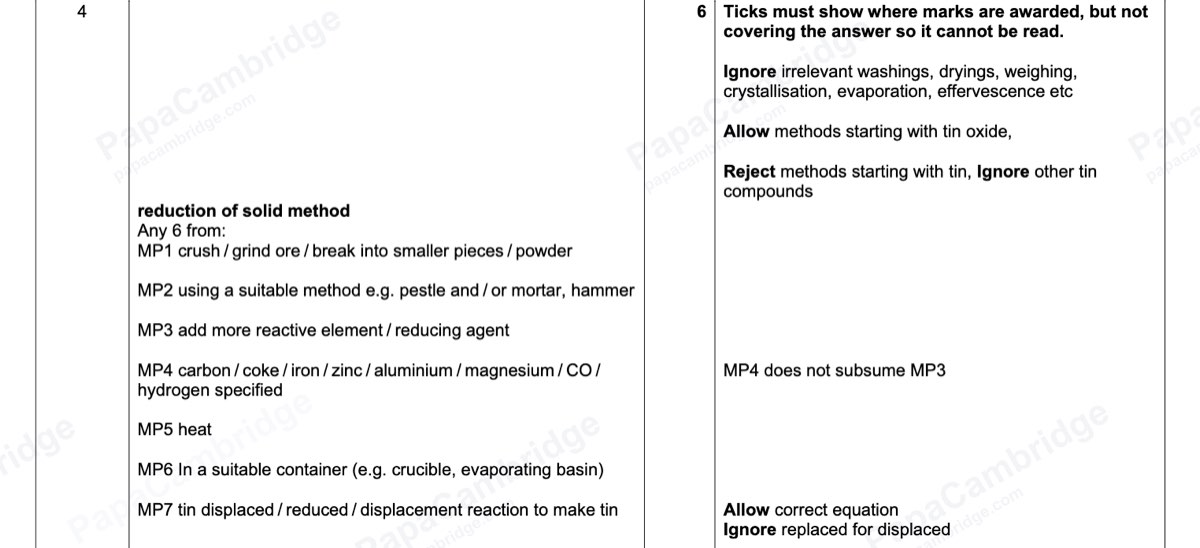 4
6 Ticks must show where marks are awarded, but not
covering the answer so it cannot be read.
Ignore irrelevant washings, dryings, weighing,
crystallisation, evaporation, effervescence etc
Allow methods starting with tin oxide,
Reject methods starting with tin, Ignore other tin
compounds
reduction of solid method
Any 6 from:
MP1 crush / grind ore / break into smaller pieces / powder
MP2 using a suitable method e.g. pestle and / or mortar, hammer
MP3 add more reactive element / reducing agent
MP4 carbon / coke / iron / zinc / aluminium / magnesium / CO /
hydrogen specified
MP4 does not subsume MP3
MP5 heat
MP6 In a suitable container (e.g. crucible, evaporating basin)
MP7 tin displaced / reduced / displacement reaction to make tin
Allow correct equation
Ignore replaced for displaced
PapaCambridge
papacambridge.com